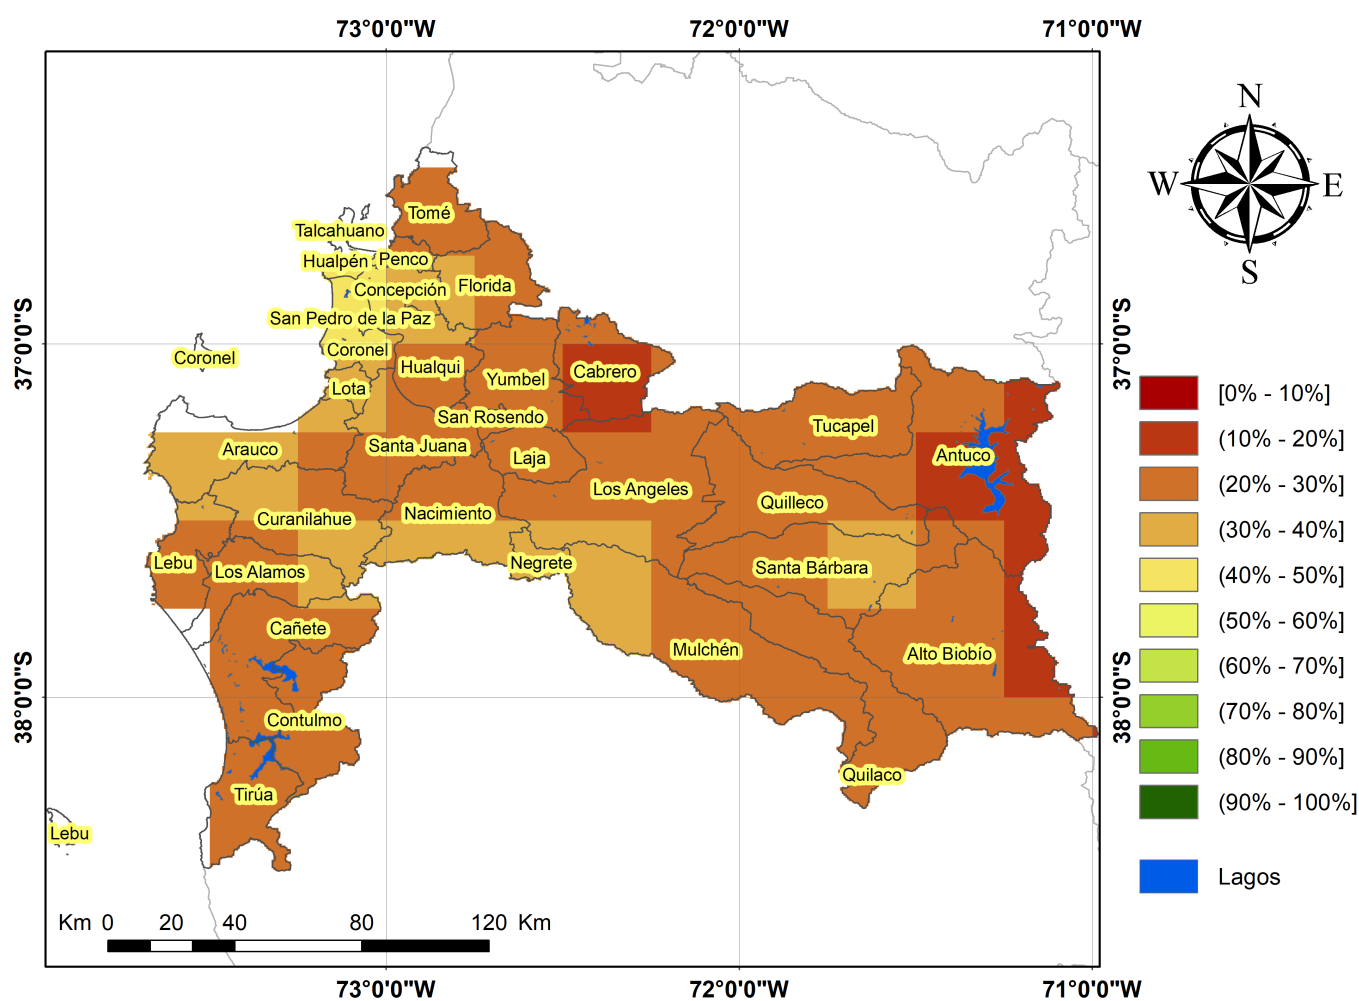 73°0'0"W 72°0'0"W 71°0'0"W
N
W E
S
Tomé
Talcahuano
Hualpén Penco
Concepción Florida
San Pedro de la Paz
37°0'0"S 37°0'0"S
Coronel Coronel
Hualqui Cabrero
Lota Yumbel
San Rosendo
Tucapel
Arauco Santa Juana
Laja Antuco
Los Angeles
Quilleco
Curanilahue Nacimiento
Lebu Negrete
Los Alamos Santa Bárbara
Cañete
Mulchén Alto Biobío
38°0'0"S 38°0'0"S
Contulmo
Quilaco
Tirúa
Lebu
[0% - 10%]
(10% - 20%]
(20% - 30%]
(30% - 40%]
(40% - 50%]
(50% - 60%]
(60% - 70%]
(70% - 80%]
(80% - 90%]
(90% - 100%]
Lagos
Km 0 20 40 80 120 Km
73°0'0"W 72°0'0"W 71°0'0"W